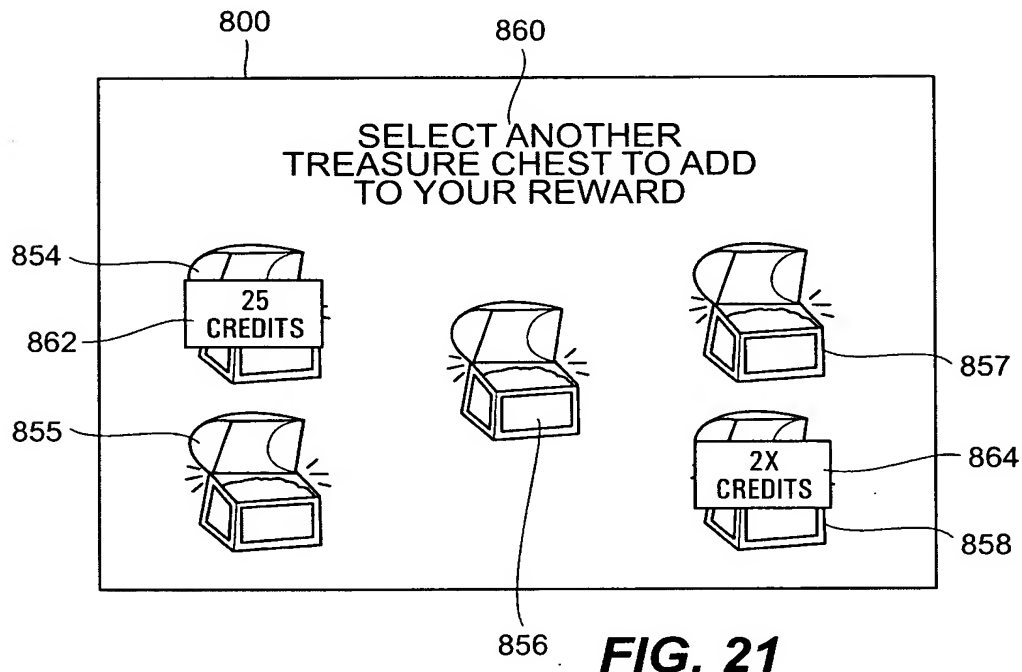 800
860
SELECT ANOTHER
TREASURE CHEST TO ADD
TO YOUR REWARD
854
25
CREDITS
862
857
855
2X
CREDITS
864
858
856
FIG. 21